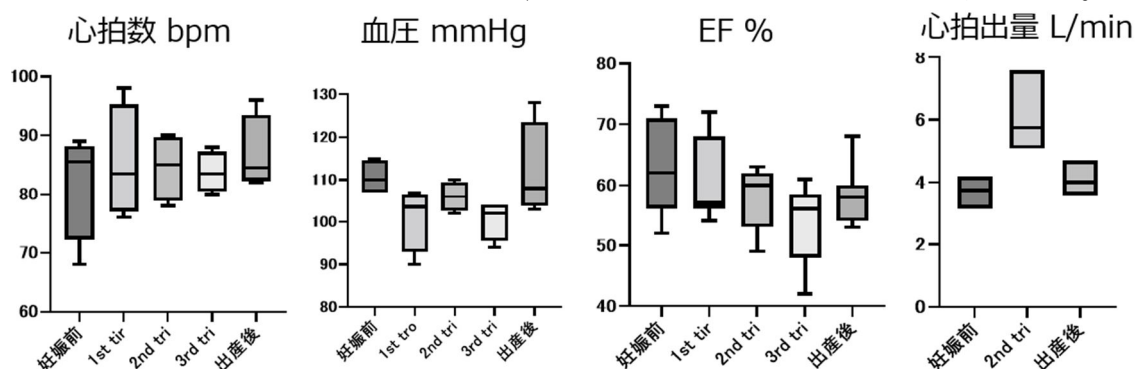 心拍数 bpm
100
90
80
70
60
妊娠前
1st tir
2nd tri
3rd tri
出産後
血圧 mmHg
130
120
110
100
90
80
妊娠前
1st tro
2nd tri
3rd tri
出産後
EF %
80
70
60
50
40
妊娠前
1st tir
2nd tri
3rd tri
出産後
心拍出量 L/min
8
6
4
2
0
妊娠前
2nd tri
出産後